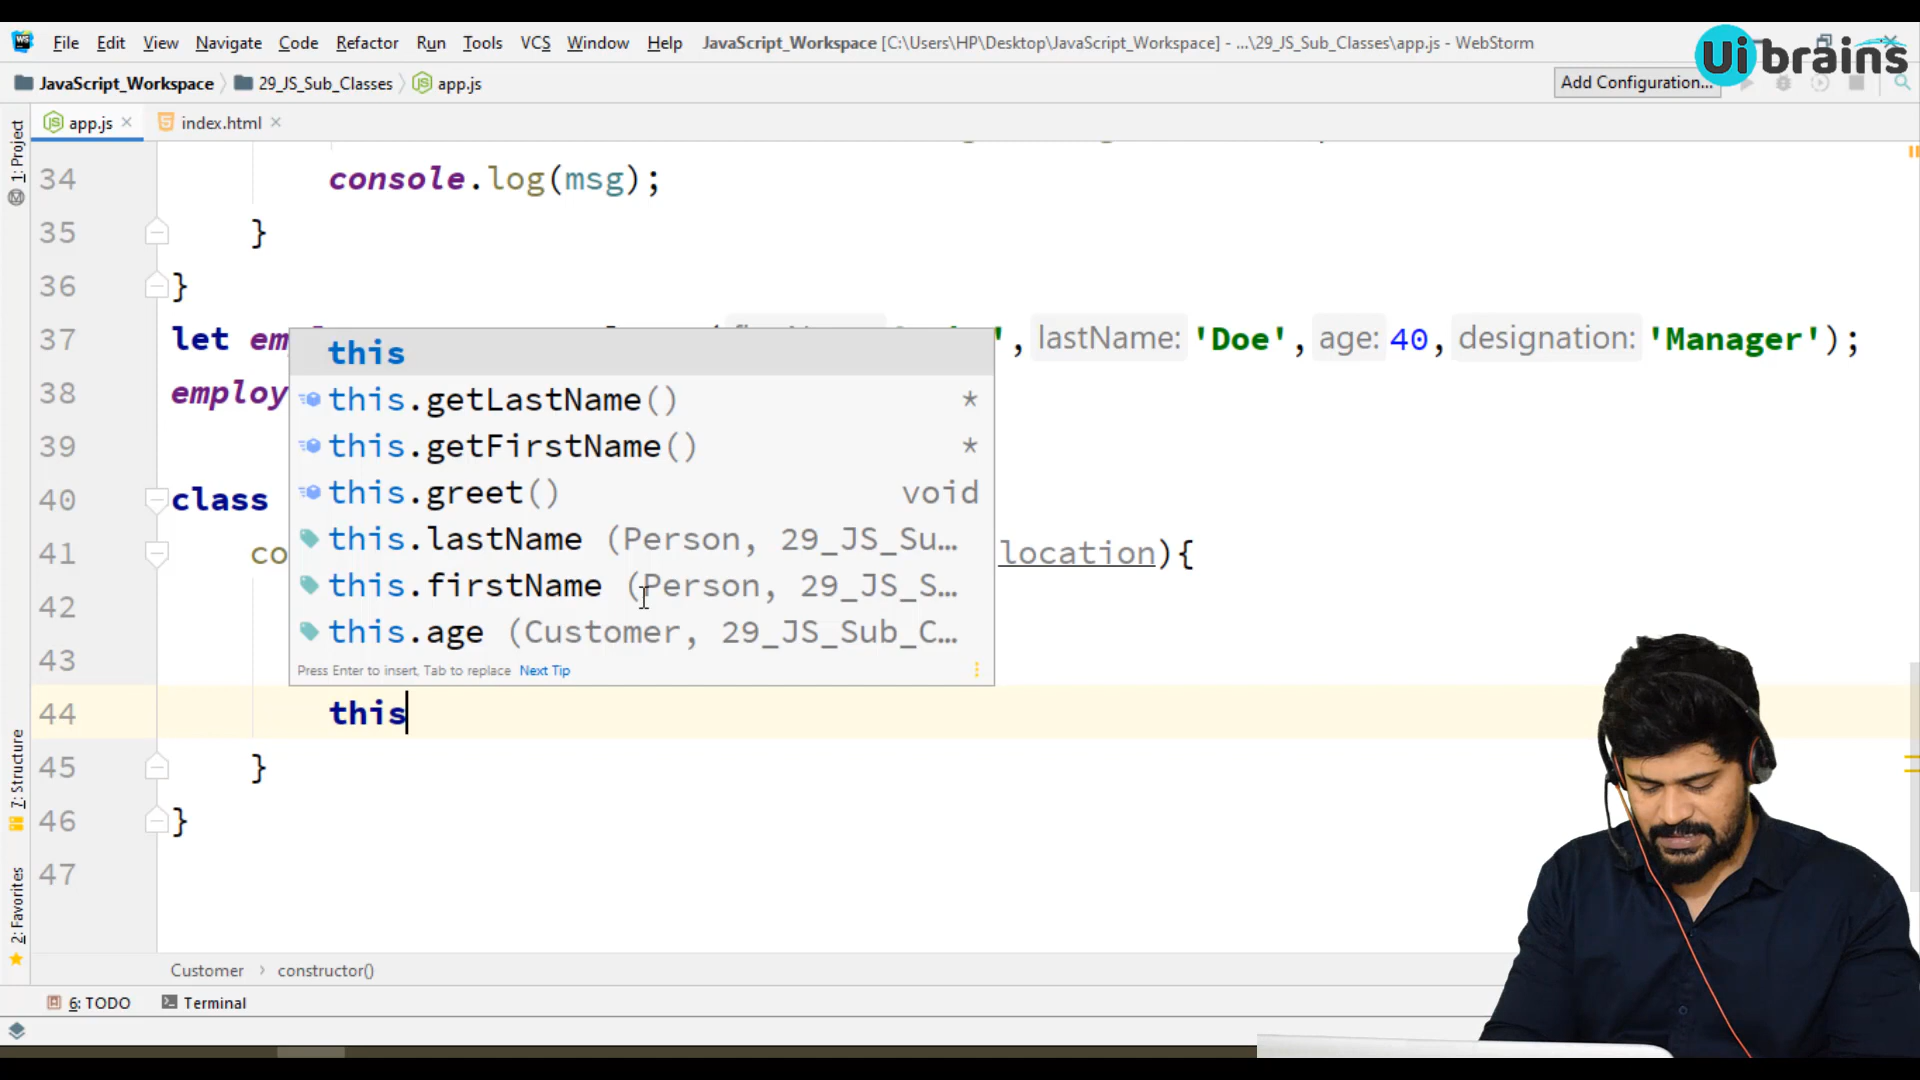 File Edit View Navigate Code Refactor Run Tools VCS Window Help JavaScript_Workspace [C:\Users\HP\Desktop\JavaScript_Workspace] - ...\29_JS_Sub_Classes\app.js - WebStorm
Ui brains
JavaScript_Workspace 29_JS_Sub_Classes app.js Add Configuration...
app.js index.html
1: Project
34 console.log(msg);
35 }
36 }
37 let em ', lastName: 'Doe', age: 40, designation: 'Manager');
this
38 employ
this.getLastName() *
39
this.getFirstName() *
40 class
this.greet() void
41 co location){
this.lastName (Person, 29_JS_Su...
this.firstName (Person, 29_JS_S...
42
this.age (Customer, 29_JS_Sub_C...
43
Press Enter to insert, Tab to replace Next Tip
44 this
45 }
46 }
47
7: Structure
2: Favorites
Customer > constructor()
6: TODO Terminal